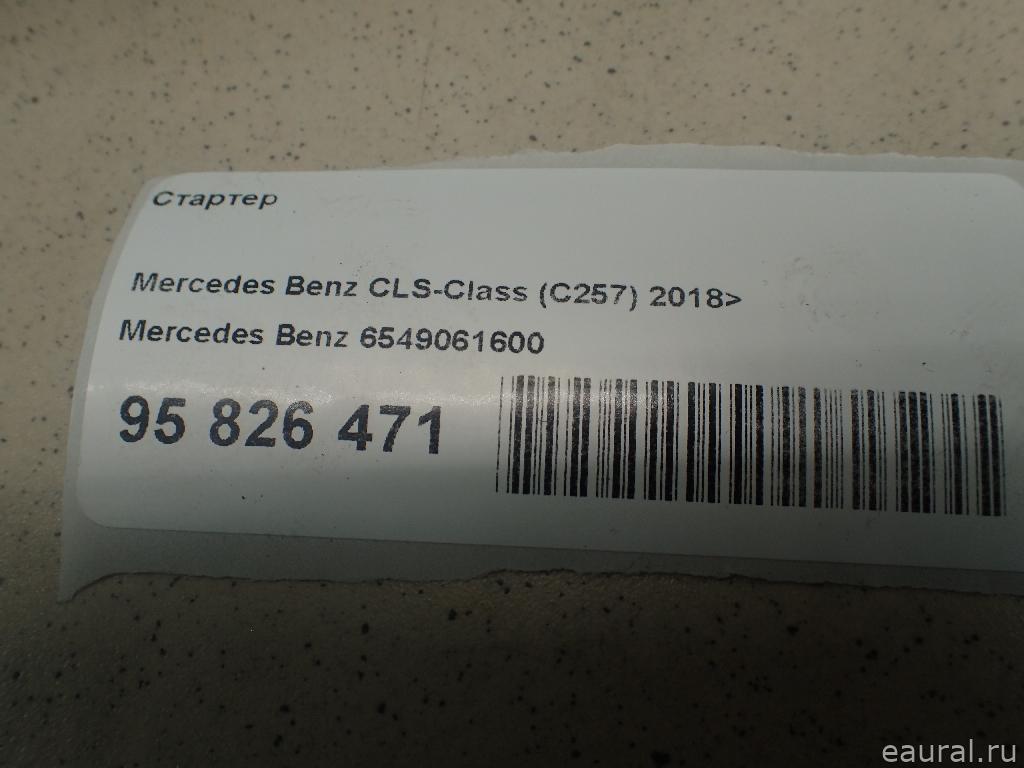 Стартер
Mercedes Benz CLS-Class (C257) 2018>
Mercedes Benz 6549061600
95 826 471
eaural.ru